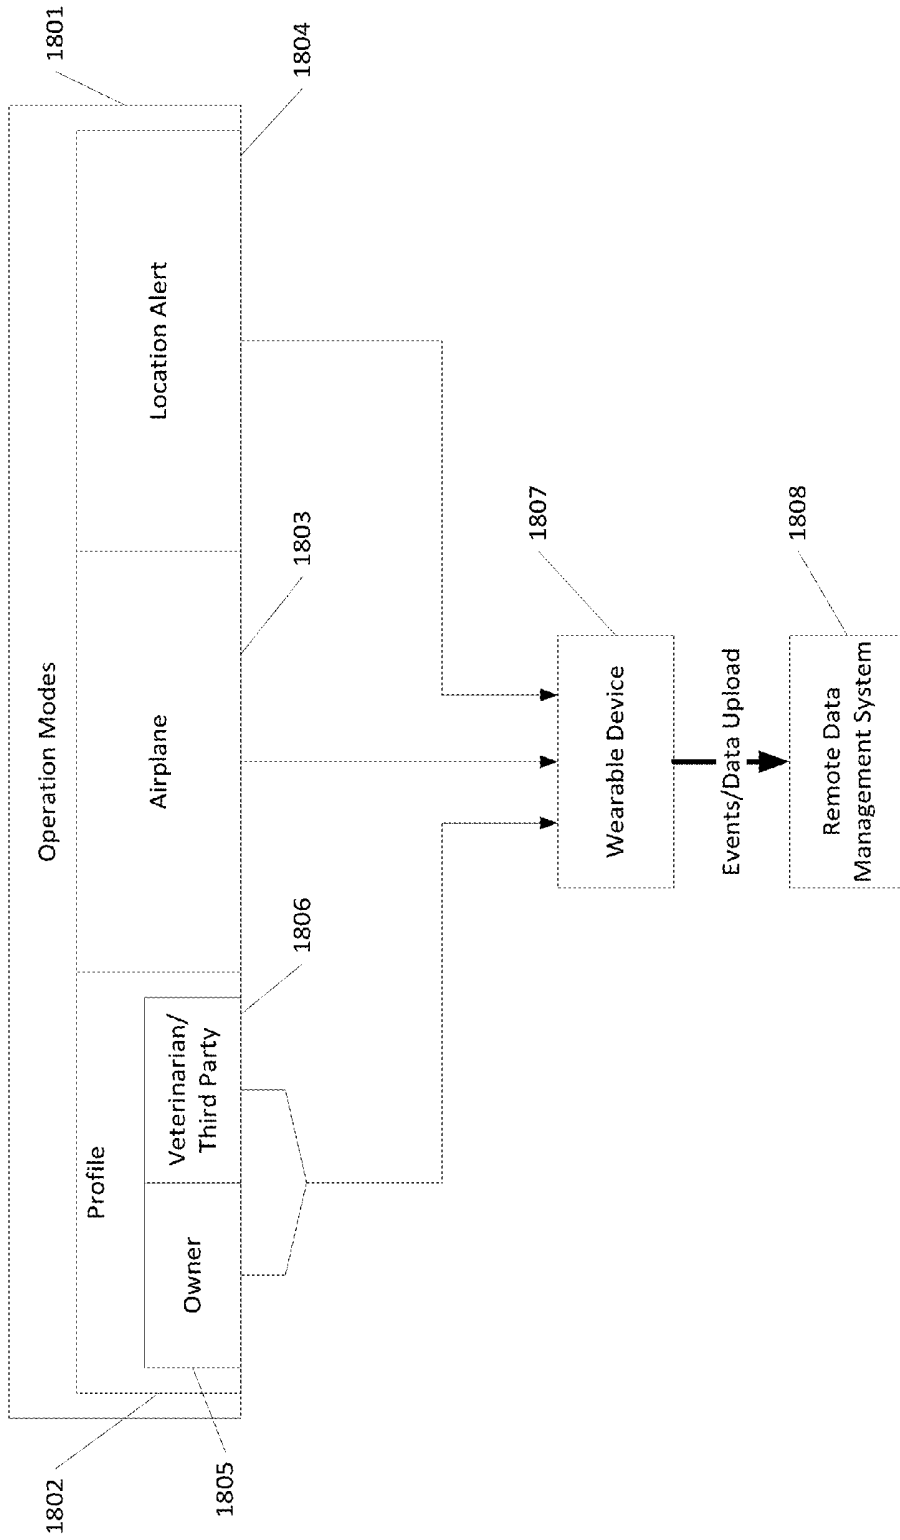 1801
Operation Modes
1802
Profile
Airplane
Location Alert
1804
Owner
Veterinarian/
Third Party
1805
1806
1803
Wearable Device
1807
Events/Data Upload
Remote Data
Management System
1808